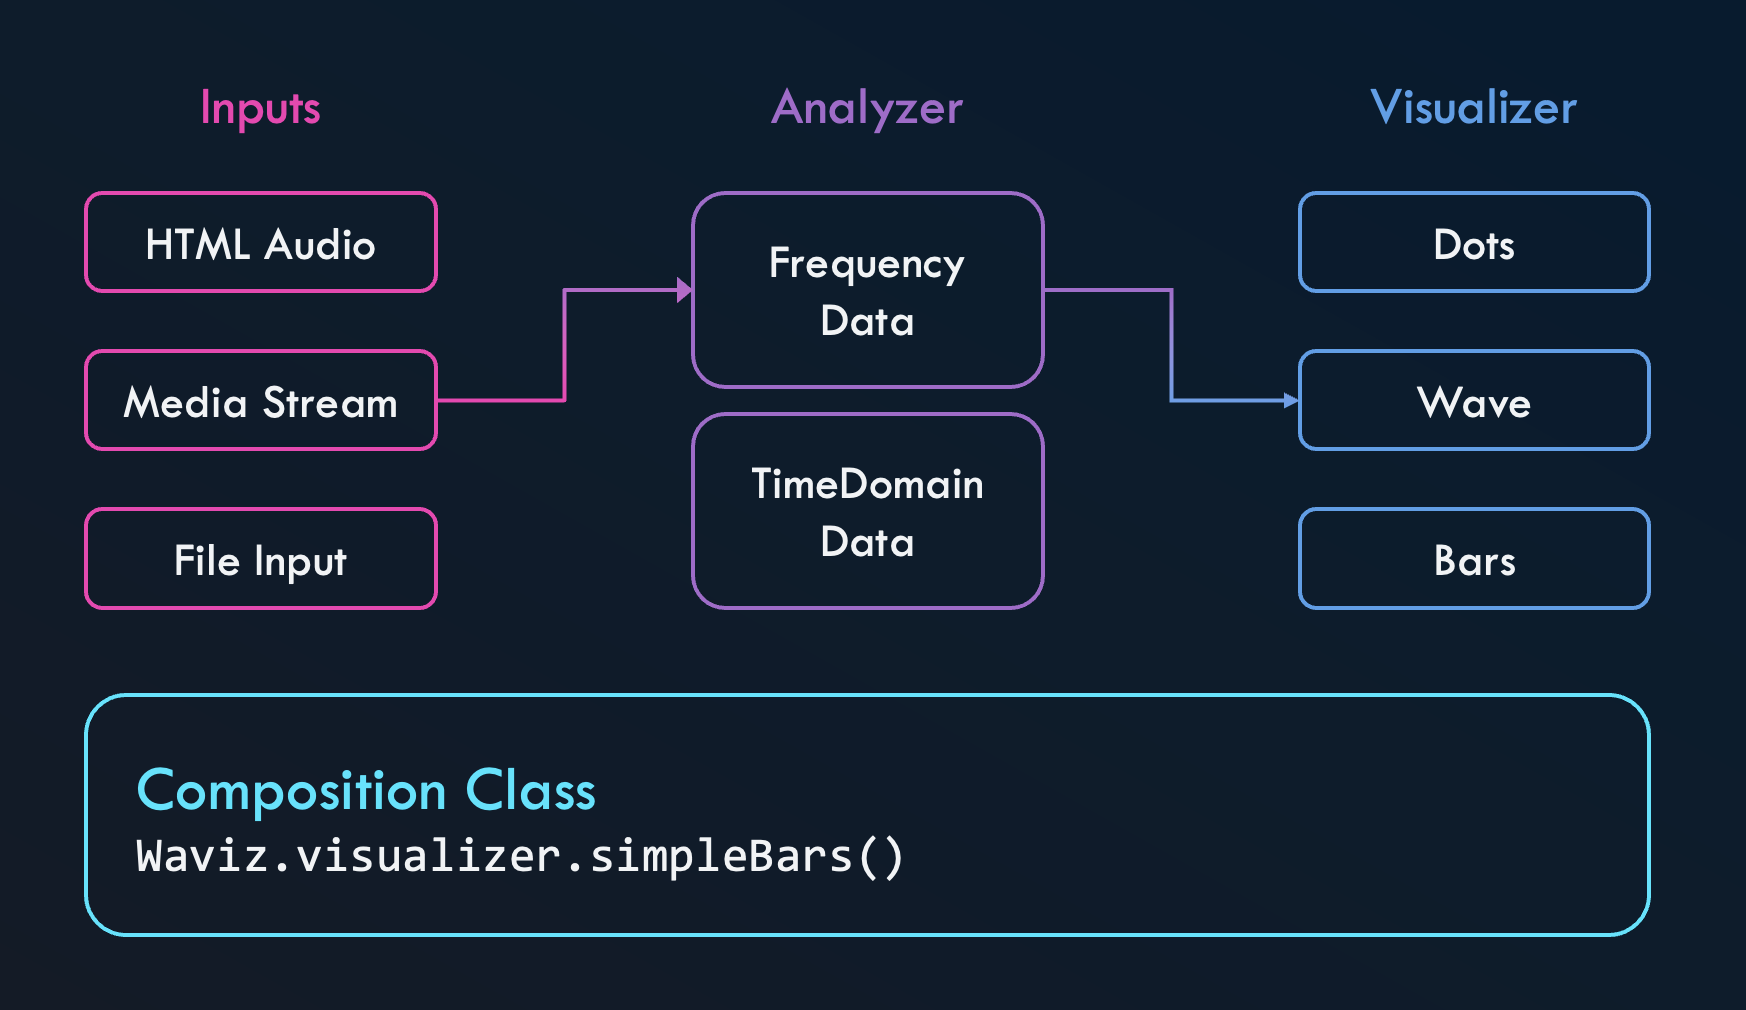 Inputs
Analyzer
Visualizer
HTML Audio
Media Stream
File Input
Frequency
Data
TimeDomain
Data
Dots
Wave
Bars
Composition Class
Waviz.visualizer.simpleBars()